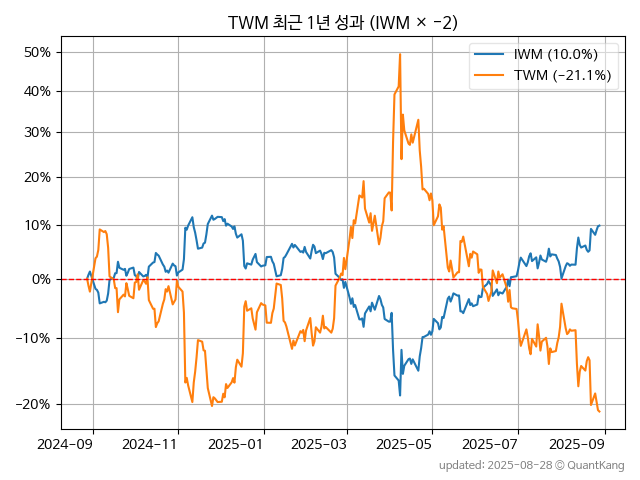 TWM 최근 1년 성과 (IWM × −2)
IWM (10.0%)
TWM (−21.1%)
50%
40%
30%
20%
10%
0%
−10%
−20%
2024-09 2024-11 2025-01 2025-03 2025-05 2025-07 2025-09
updated: 2025-08-28 © QuantKang